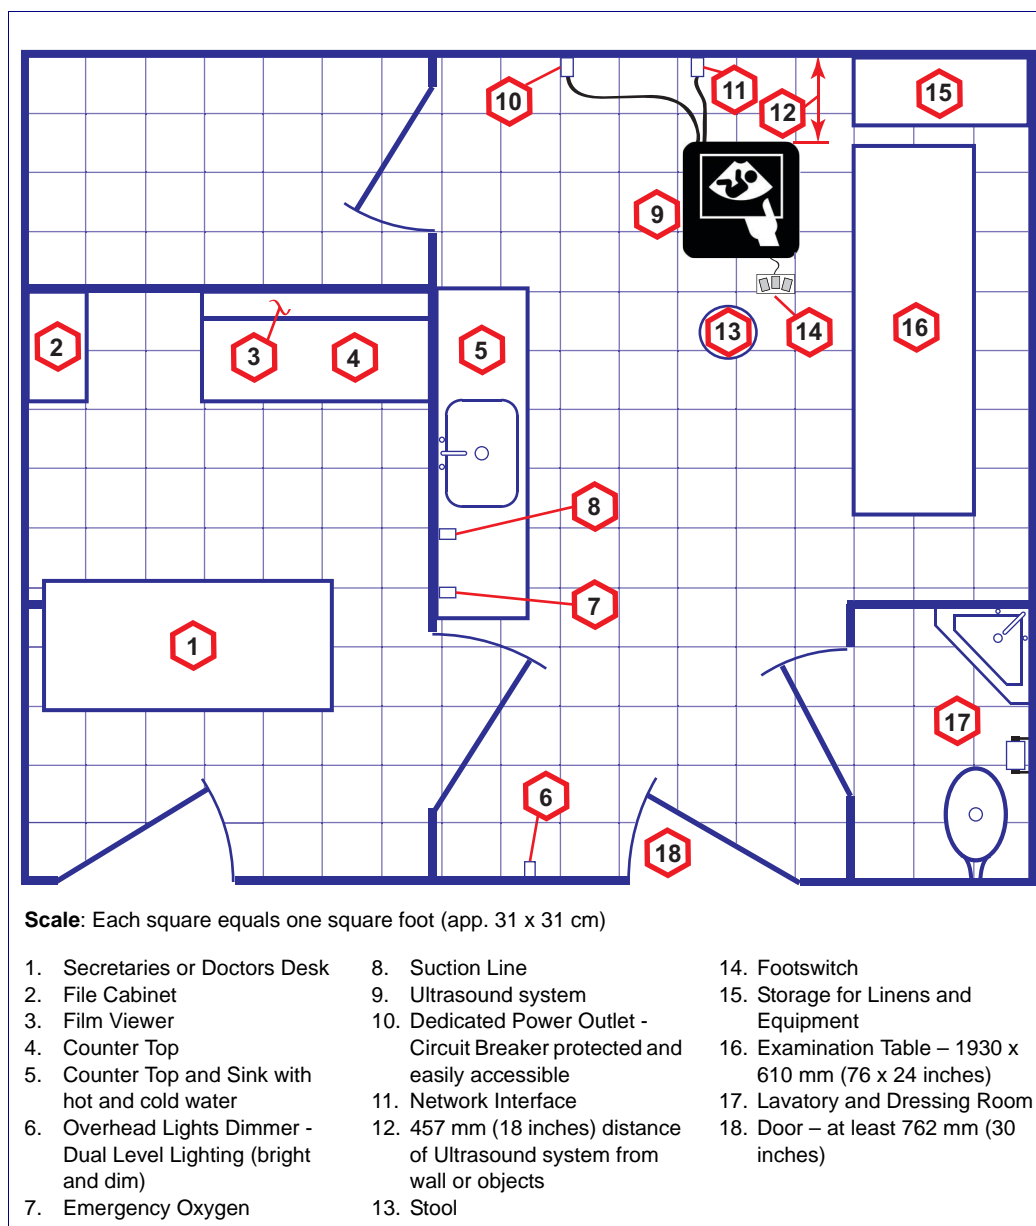 10
11
12
15
9
2
3
4
5
13
14
16
8
7
1
17
6
18
Scale: Each square equals one square foot (app. 31 x 31 cm)
1. Secretaries or Doctors Desk
2. File Cabinet
3. Film Viewer
4. Counter Top
5. Counter Top and Sink with
hot and cold water
6. Overhead Lights Dimmer -
Dual Level Lighting (bright
and dim)
7. Emergency Oxygen
8. Suction Line
9. Ultrasound system
10. Dedicated Power Outlet -
Circuit Breaker protected and
easily accessible
11. Network Interface
12. 457 mm (18 inches) distance
of Ultrasound system from
wall or objects
13. Stool
14. Footswitch
15. Storage for Linens and
Equipment
16. Examination Table – 1930 x
610 mm (76 x 24 inches)
17. Lavatory and Dressing Room
18. Door – at least 762 mm (30
inches)